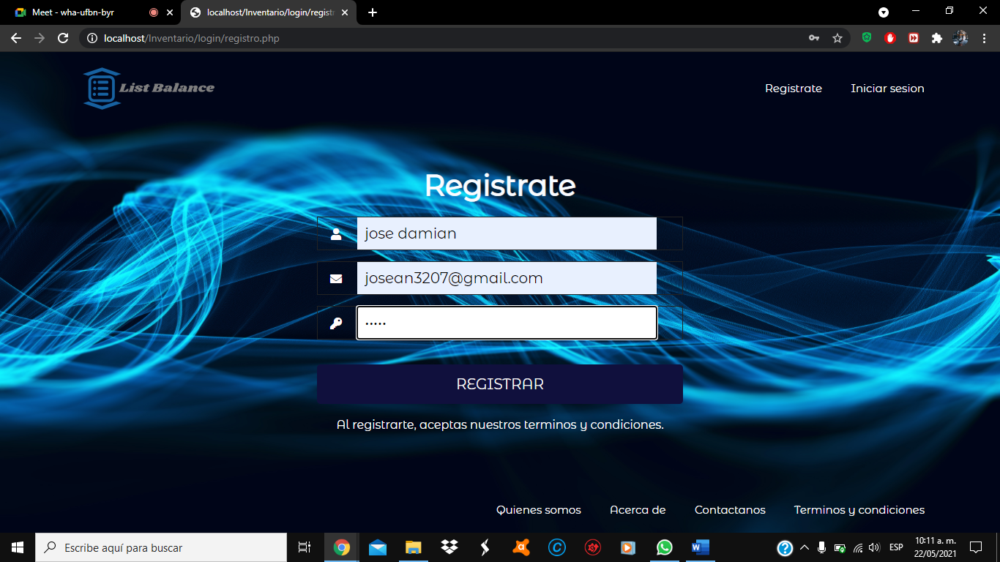 Meet - wha-ufbn-byr
localhost/Inventario/login/regist
localhost/Inventario/login/registro.php
List Balance
Registrate
Iniciar sesion
Registrate
jose damian
josean3207@gmail.com
•••••
REGISTRAR
Al registrarte, aceptas nuestros terminos y condiciones.
Quienes somos
Acerca de
Contactanos
Terminos y condiciones
Escribe aquí para buscar
ESP
10:11 a. m.
22/05/2021